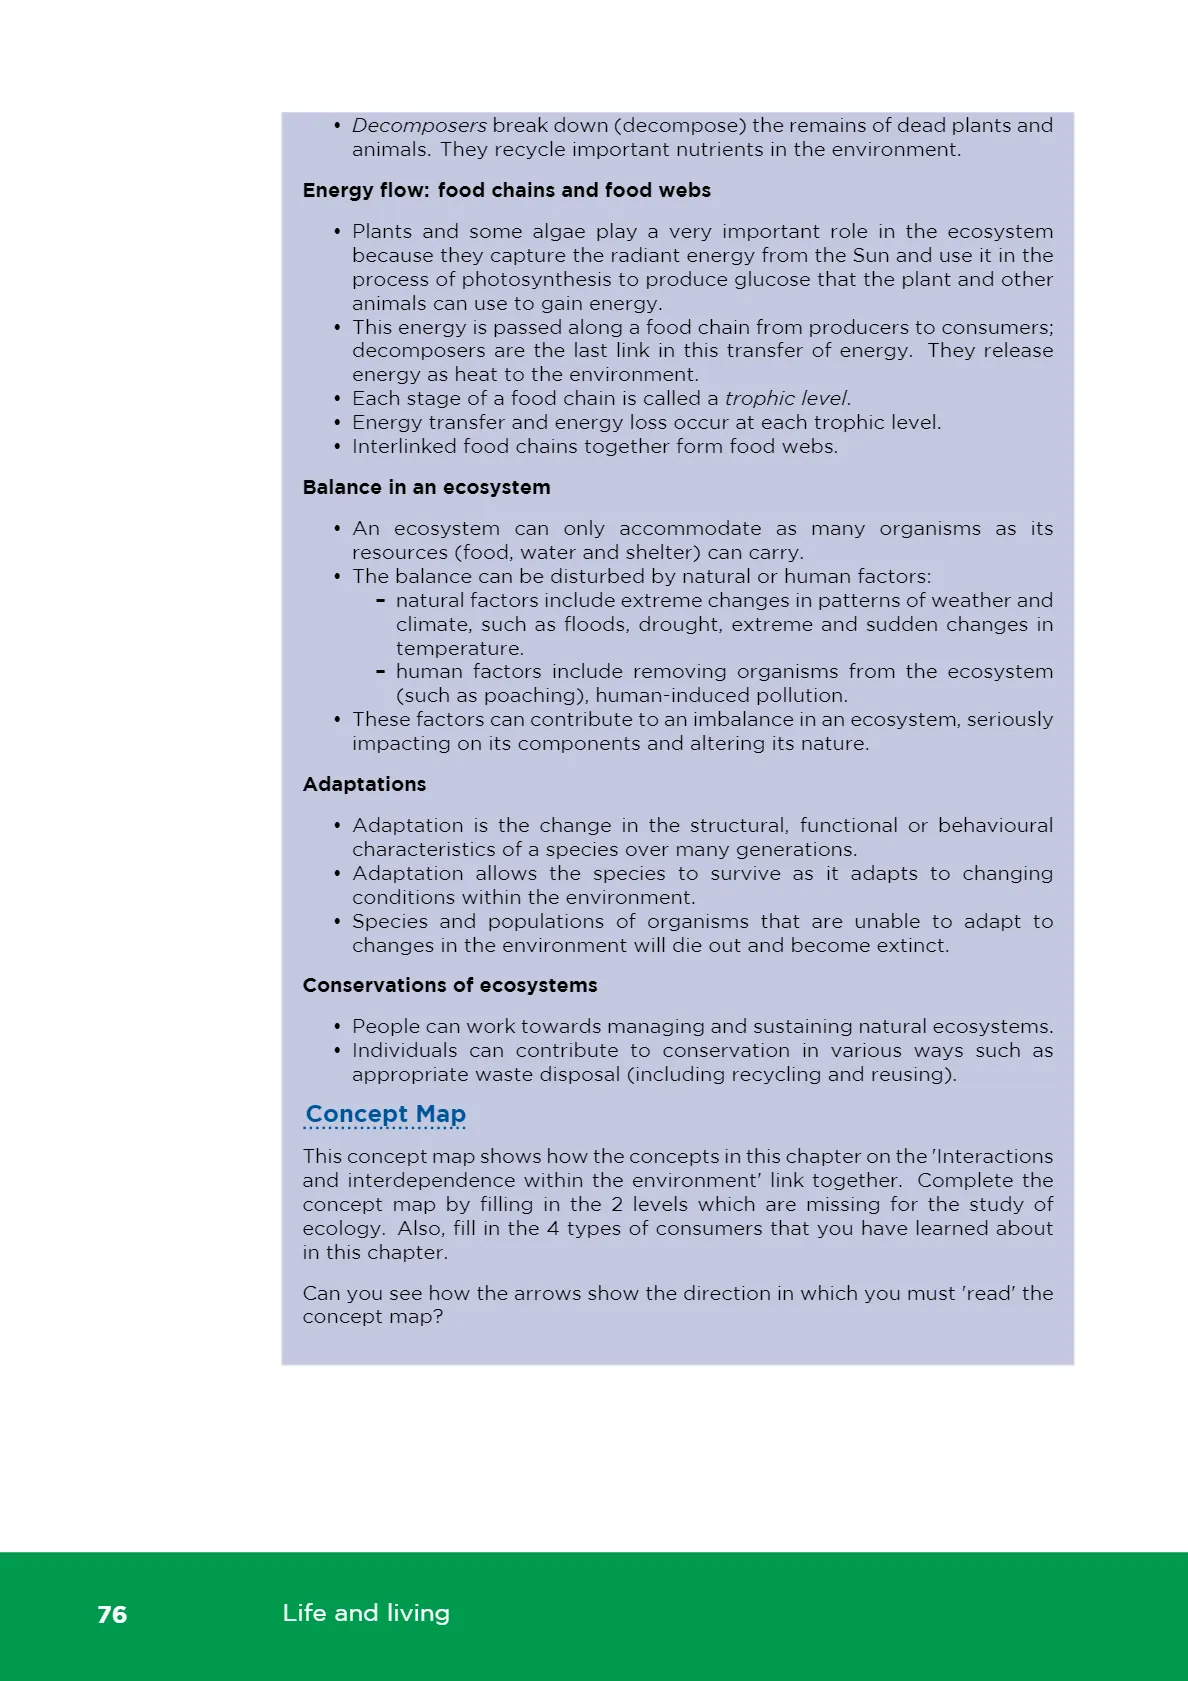 • Decomposers break down (decompose) the remains of dead plants and
animals. They recycle important nutrients in the environment.
Energy flow: food chains and food webs
• Plants and some algae play a very important role in the ecosystem
because they capture the radiant energy from the Sun and use it in the
process of photosynthesis to produce glucose that the plant and other
animals can use to gain energy.
• This energy is passed along a food chain from producers to consumers;
decomposers are the last link in this transfer of energy. They release
energy as heat to the environment.
• Each stage of a food chain is called a trophic level.
• Energy transfer and energy loss occur at each trophic level.
• Interlinked food chains together form food webs.
Balance in an ecosystem
• An ecosystem can only accommodate as many organisms as its
resources (food, water and shelter) can carry.
• The balance can be disturbed by natural or human factors:
– natural factors include extreme changes in patterns of weather and
climate, such as floods, drought, extreme and sudden changes in
temperature.
– human factors include removing organisms from the ecosystem
(such as poaching), human-induced pollution.
• These factors can contribute to an imbalance in an ecosystem, seriously
impacting on its components and altering its nature.
Adaptations
• Adaptation is the change in the structural, functional or behavioural
characteristics of a species over many generations.
• Adaptation allows the species to survive as it adapts to changing
conditions within the environment.
• Species and populations of organisms that are unable to adapt to
changes in the environment will die out and become extinct.
Conservations of ecosystems
• People can work towards managing and sustaining natural ecosystems.
• Individuals can contribute to conservation in various ways such as
appropriate waste disposal (including recycling and reusing).
Concept Map
This concept map shows how the concepts in this chapter on the 'Interactions
and interdependence within the environment' link together. Complete the
concept map by filling in the 2 levels which are missing for the study of
ecology. Also, fill in the 4 types of consumers that you have learned about
in this chapter.
Can you see how the arrows show the direction in which you must 'read' the
concept map?
76 Life and living